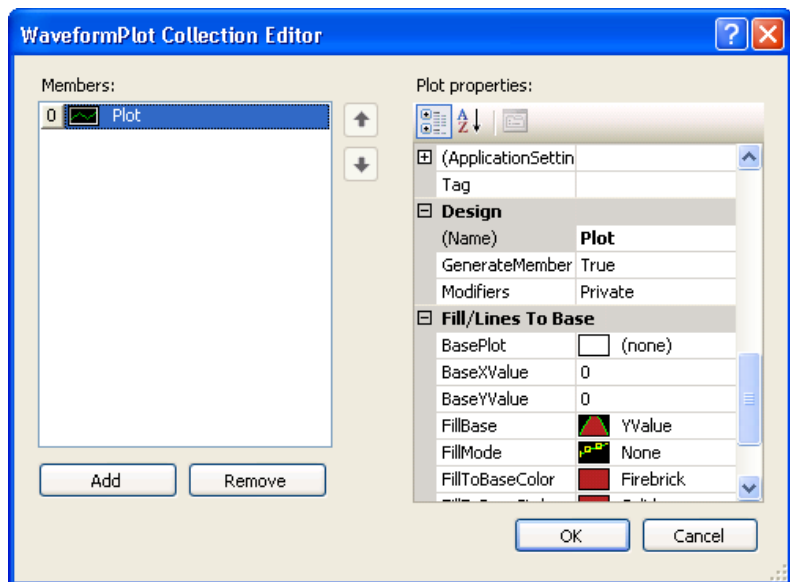 WaveformPlot Collection Editor
Members:
0 Plot
Add
Remove
Plot properties:
(ApplicationSettin
Tag
Design
(Name) Plot
GenerateMember True
Modifiers Private
Fill/Lines To Base
BasePlot (none)
BaseXValue 0
BaseYValue 0
FillBase YValue
FillMode None
FillToBaseColor Firebrick
OK
Cancel